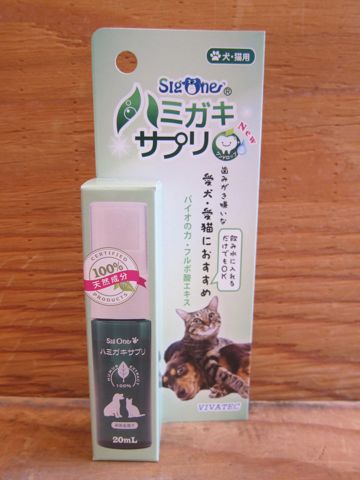 犬・猫用
SIGONE®
ハミガキ
サプリ
New
歯みがき嫌いな
愛犬・愛猫におすすめ
バイオの力・フルボ酸エキス
飲み水に入れる
だけでもOK
CERTIFIED
100%
天然成分
PRODUCTS
SIGONE
ハミガキサプリ
100%
20mL
VIVATEC